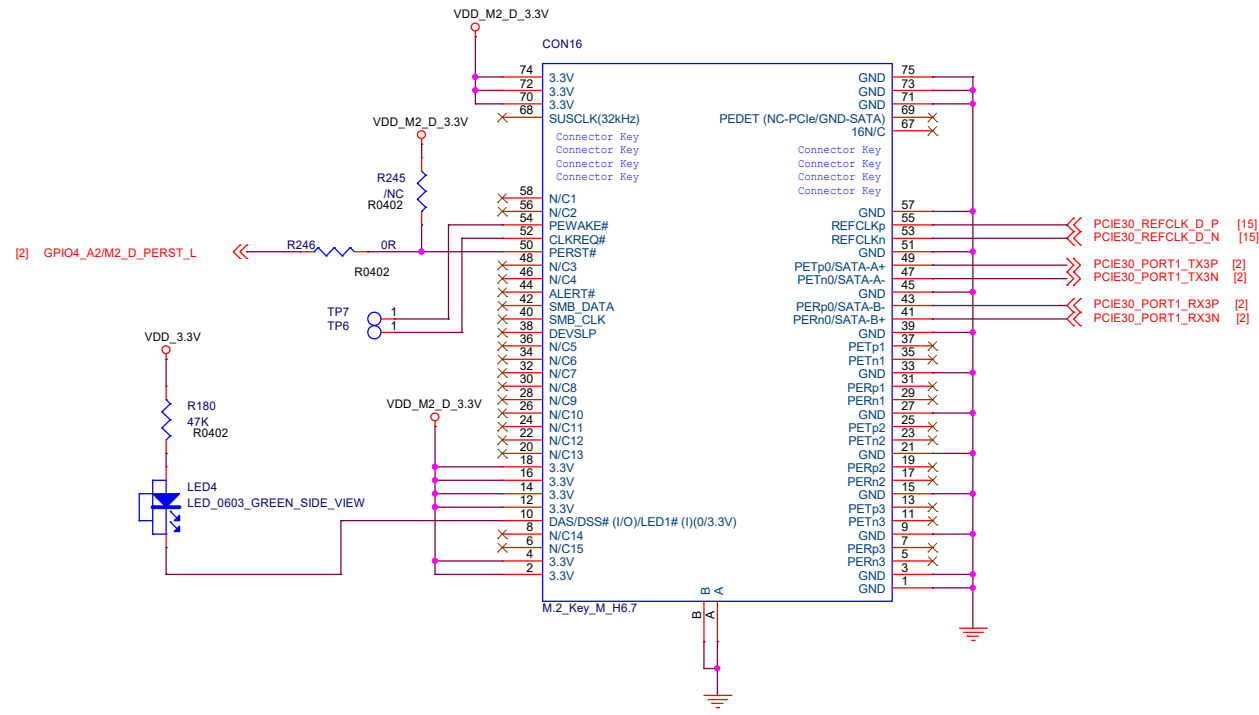 VDD_M2_D_3.3V
CON16
74 3.3V GND 75
72 3.3V GND 73
70 3.3V GND 71
68 SUSCLK(32kHz) PEDET (NC-PCIe/GND-SATA) 69
16N/C 67
VDD_M2_D_3.3V
Connector Key
Connector Key Connector Key
Connector Key Connector Key
Connector Key Connector Key
Connector Key
R245
/NC
R0402
58 N/C1
56 N/C2 GND 57
54 PEWAKE# REFCLKp 55 PCIE30_REFCLK_D_P [15]
52 CLKREQ# REFCLKn 53 PCIE30_REFCLK_D_N [15]
[2] GPIO4_A2/M2_D_PERST_L R246 0R 50 PERST# GND 51
R0402
48 N/C3 PETp0/SATA-A+ 49 PCIE30_PORT1_TX3P [2]
46 N/C4 PETn0/SATA-A- 47 PCIE30_PORT1_TX3N [2]
44 ALERT# GND 45
42 SMB_DATA PERp0/SATA-B- 43 PCIE30_PORT1_RX3P [2]
TP7 1 40 SMB_CLK PERn0/SATA-B+ 41 PCIE30_PORT1_RX3N [2]
TP6 1 38 DEVSLP GND 39
36 N/C5 PETp1 37
34 N/C6 PETn1 35
32 N/C7 GND 33
30 N/C8 PERp1 31
28 N/C9 PERn1 29
26 N/C10 GND 27
24 N/C11 PETp2 25
22 N/C12 PETn2 23
20 N/C13 GND 21
18 3.3V PERp2 19
16 3.3V PERn2 17
14 3.3V GND 15
12 3.3V PETp3 13
10 DAS/DSS# (I/O)/LED1# (I)(0/3.3V) PETn3 11
8 N/C14 GND 9
6 N/C15 PERp3 7
4 3.3V PERn3 5
2 3.3V GND 3
GND 1
VDD_3.3V
R180
47K
R0402
VDD_M2_D_3.3V
LED4
LED_0603_GREEN_SIDE_VIEW
B A
M.2_Key_M_H6.7
B A